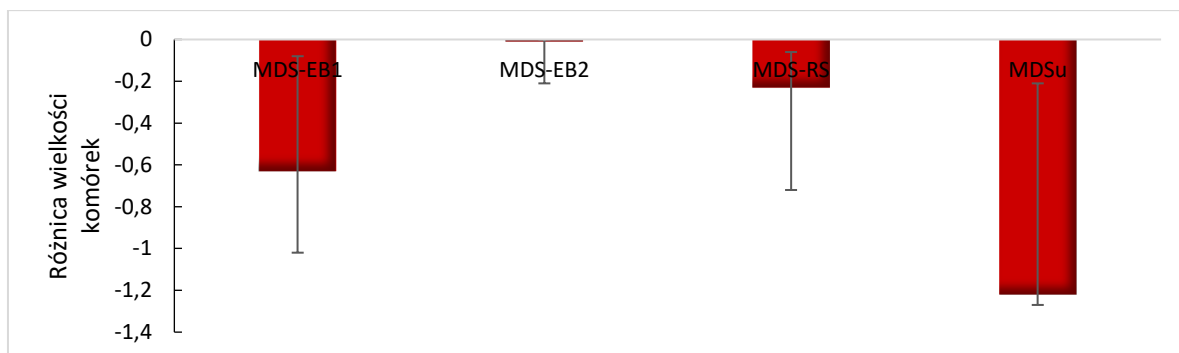 Różnica wielkości
komórek
0
-0,2
-0,4
-0,6
-0,8
-1
-1,2
-1,4
MDS-EB1 MDS-EB2 MDS-RS MDSu